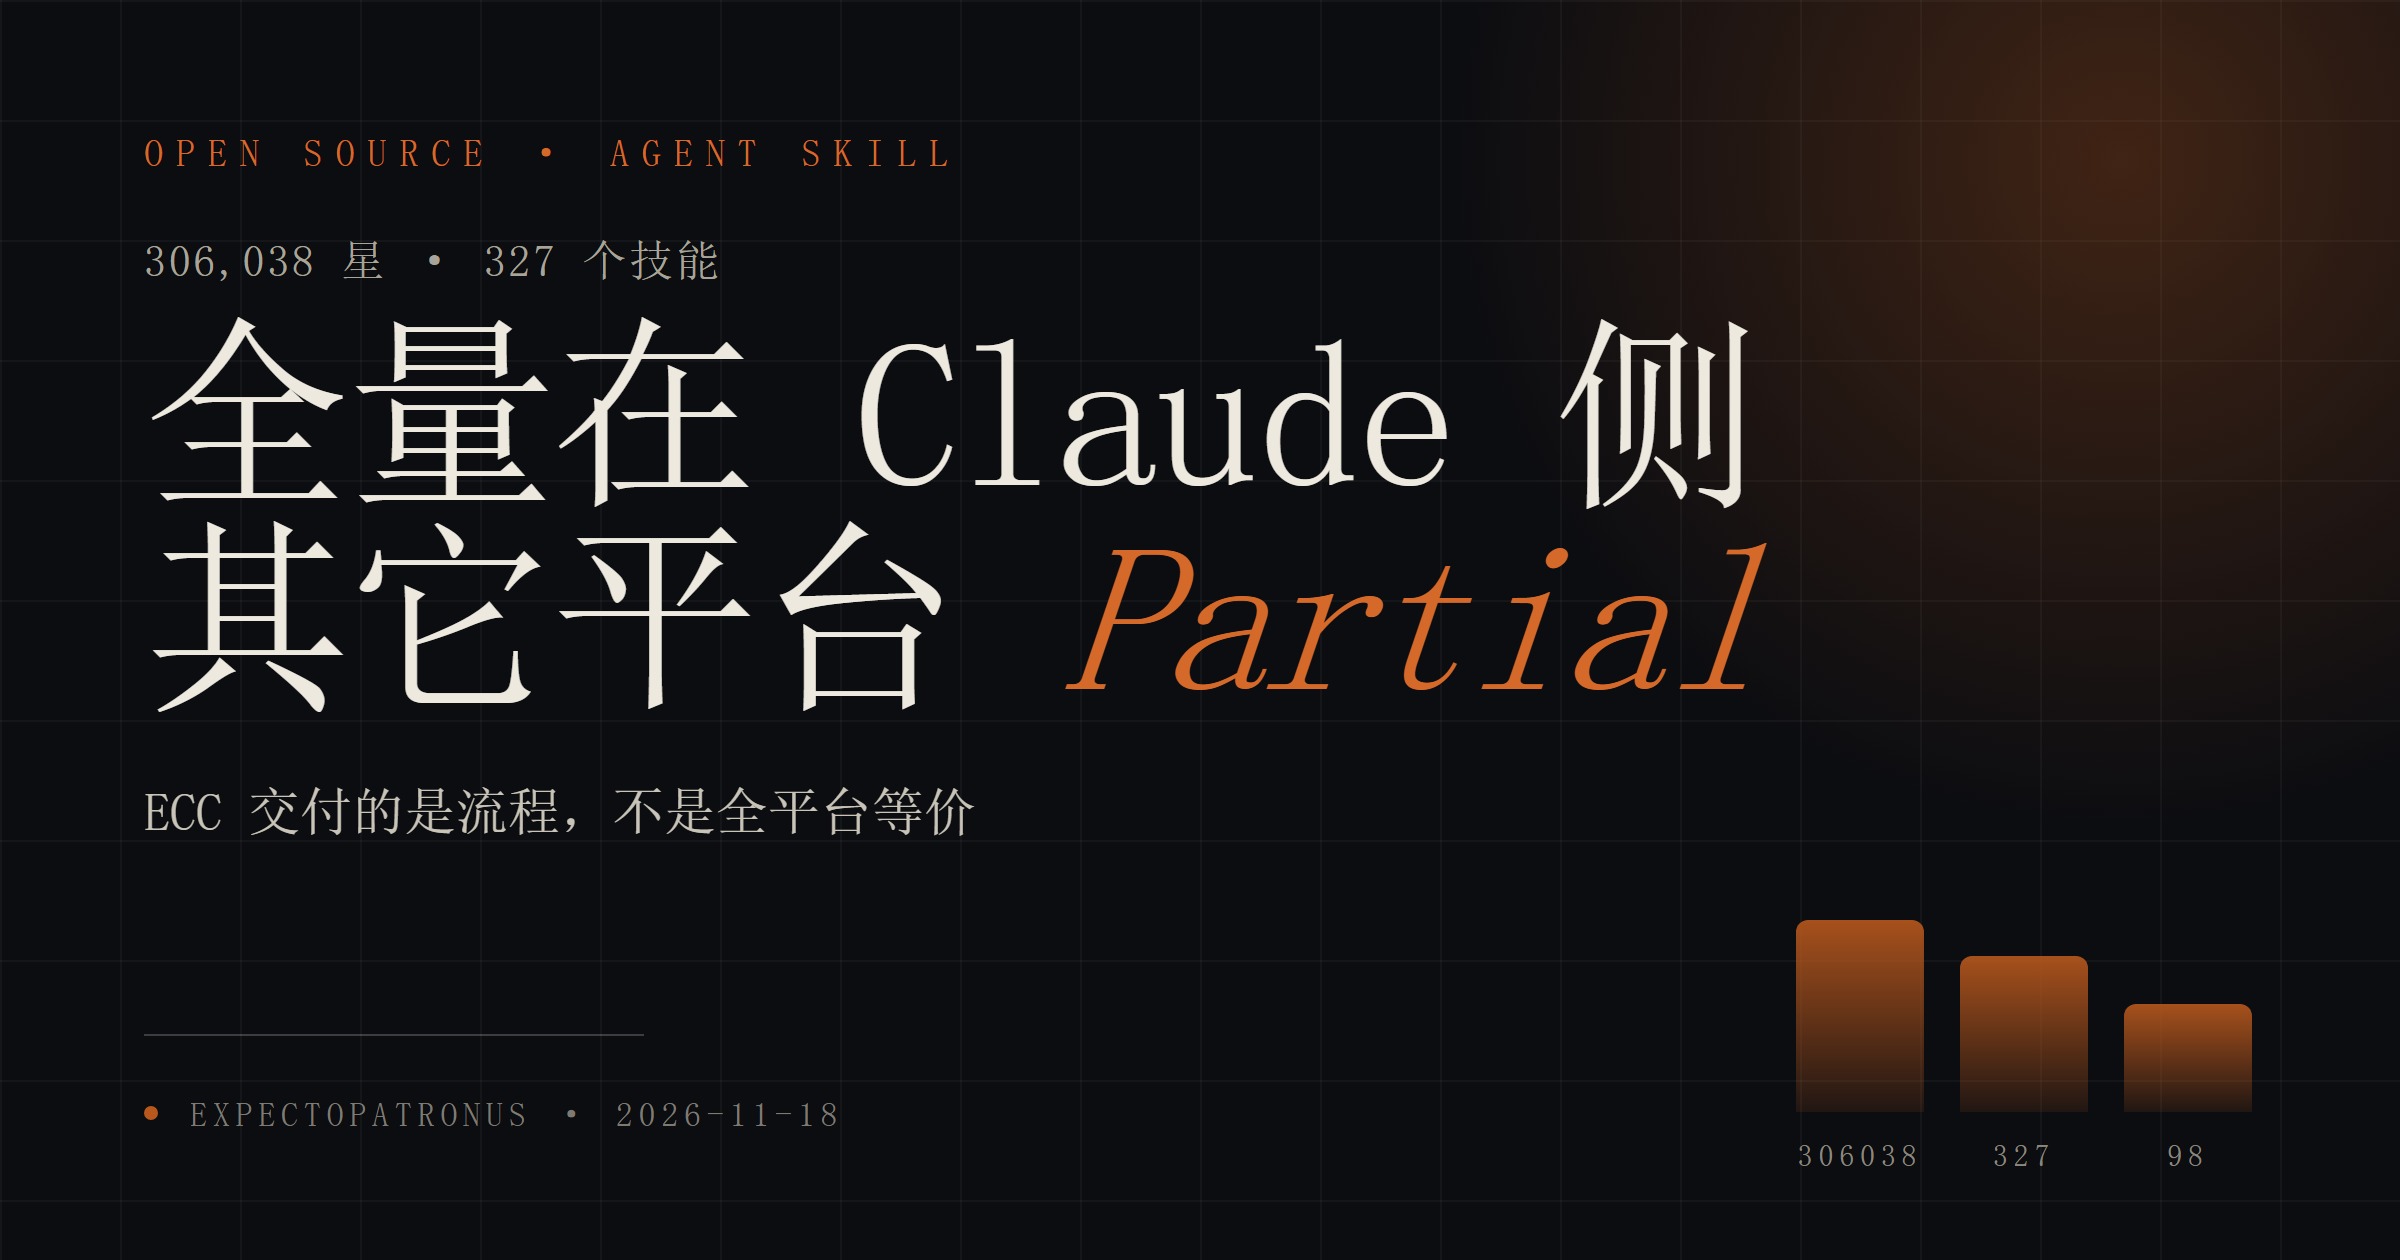 OPEN SOURCE • AGENT SKILL
306,038 星 • 327 个技能
全量在 Claude 侧
其它平台 Partial
ECC 交付的是流程，不是全平台等价
EXPECTOPATRONUS • 2026-11-18
306038 327 98